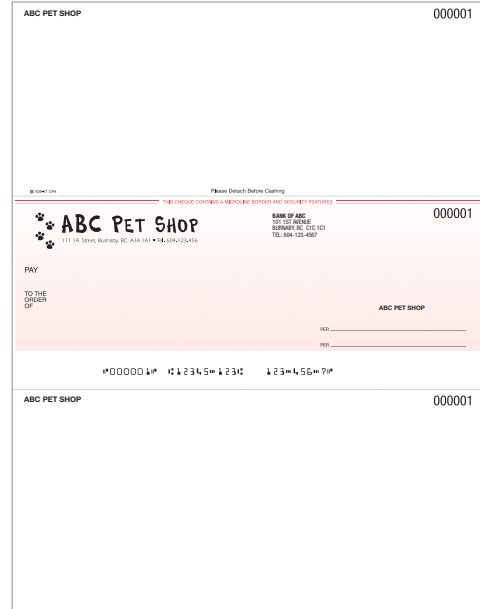 ABC PET SHOP 000001
Please Detach Before Cashing
THIS CHEQUE CONTAINS A MICROLINE BORDER AND SECURITY FEATURES
000001
ABC PET SHOP
111 1A Street, Burnaby, BC A1A 1A1 • Tel. 604-123-456
BANK OF ABC
101 1ST AVENUE
BURNABY, BC C1C 1C1
TEL: 604-123-4567
PAY
TO THE
ORDER
OF
ABC PET SHOP
PER
PER
⑈000001⑈ ⑆12345⑉123⑆ 123⑉456⑉7⑈
ABC PET SHOP 000001